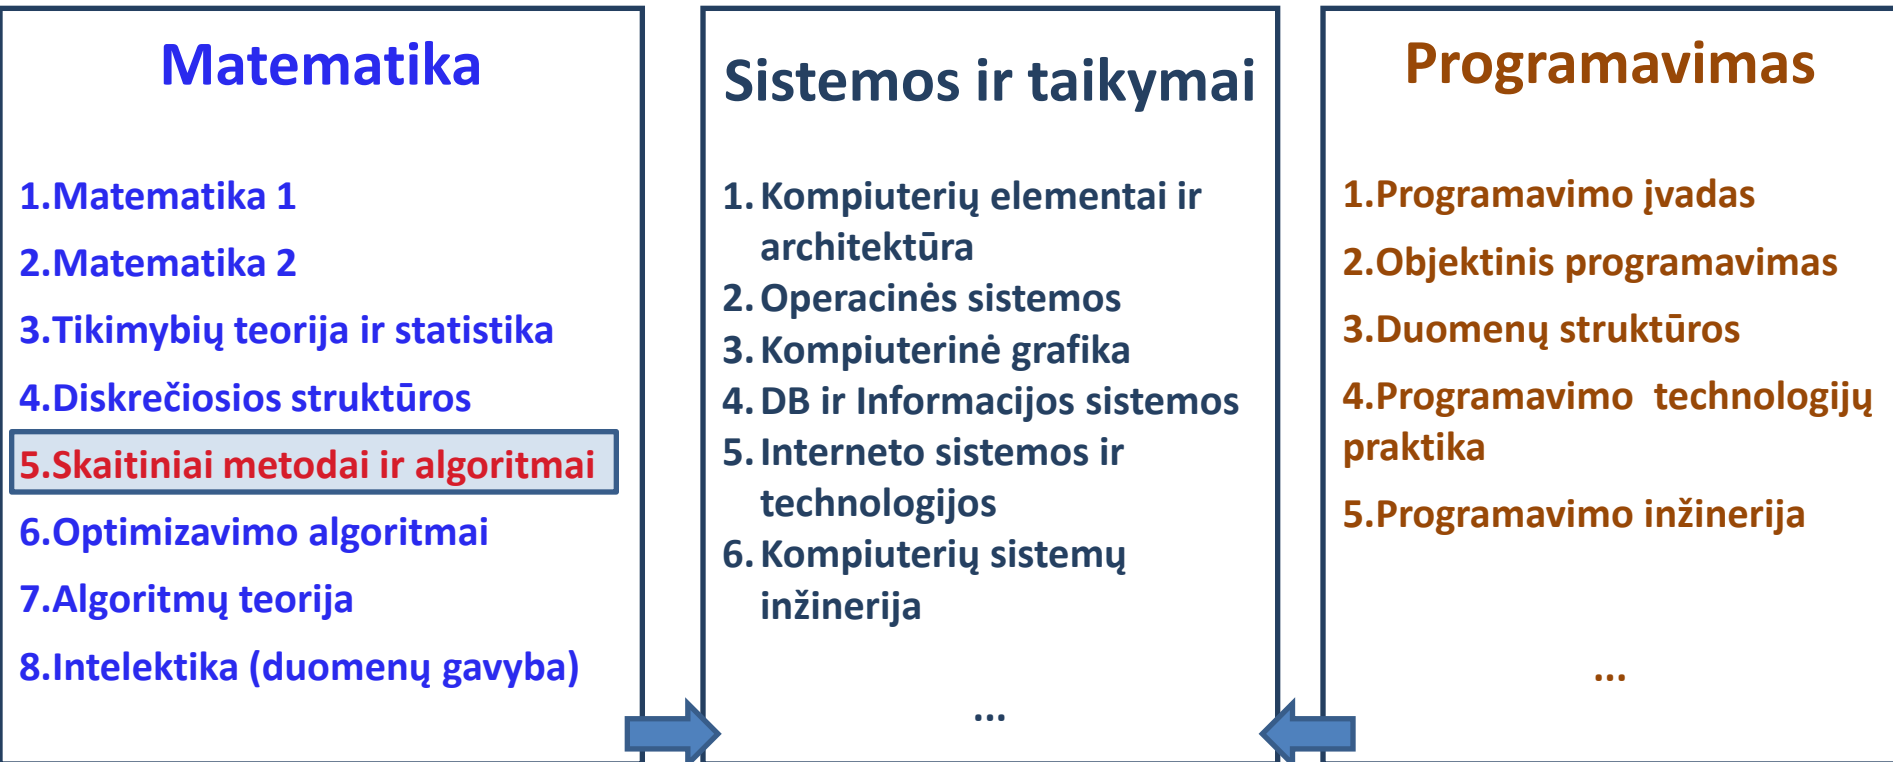 Matematika
1.Matematika 1
2.Matematika 2
3.Tikimybių teorija ir statistika
4.Diskrečiosios struktūros
5.Skaitiniai metodai ir algoritmai
6.Optimizavimo algoritmai
7.Algoritmų teorija
8.Intelektika (duomenų gavyba)
Sistemos ir taikymai
1. Kompiuterių elementai ir
architektūra
2. Operacinės sistemos
3. Kompiuterinė grafika
4. DB ir Informacijos sistemos
5. Interneto sistemos ir
technologijos
6. Kompiuterių sistemų
inžinerija
...
Programavimas
1.Programavimo įvadas
2.Objektinis programavimas
3.Duomenų struktūros
4.Programavimo technologijų
praktika
5.Programavimo inžinerija
...